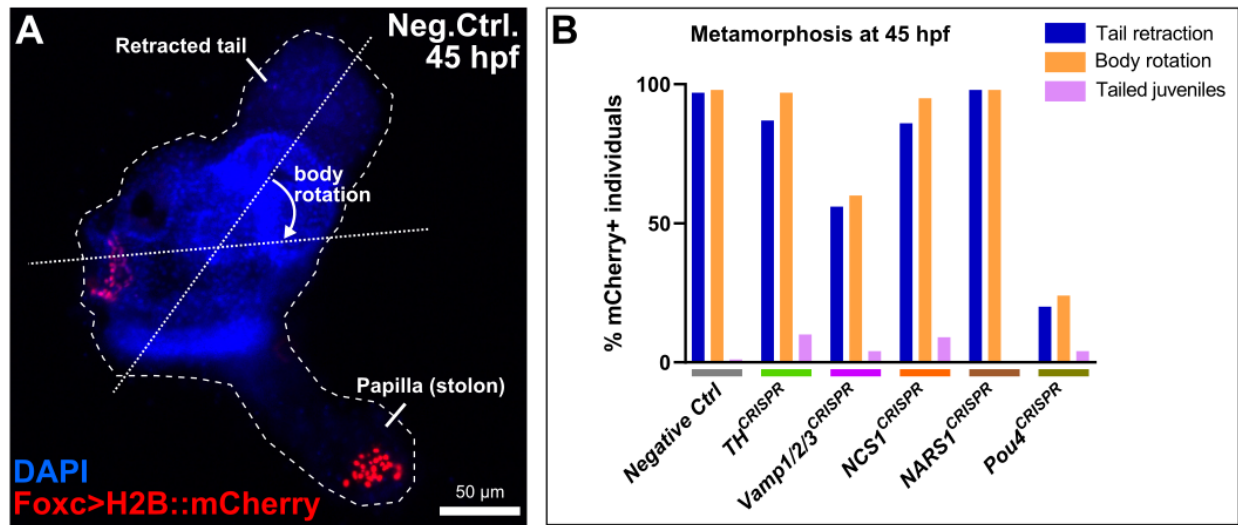 A
Neg.Ctrl.
45 hpf
Retracted tail
body
rotation
Papilla (stolon)
DAPI
Foxc>H2B::mCherry
50 µm
B
Metamorphosis at 45 hpf
Tail retraction
Body rotation
Tailed juveniles
% mCherry+ individuals
100
50
0
Negative Ctrl
TH^CRISPR
Vamp1/2/3^CRISPR
NCS1^CRISPR
NARS1^CRISPR
Pou4^CRISPR